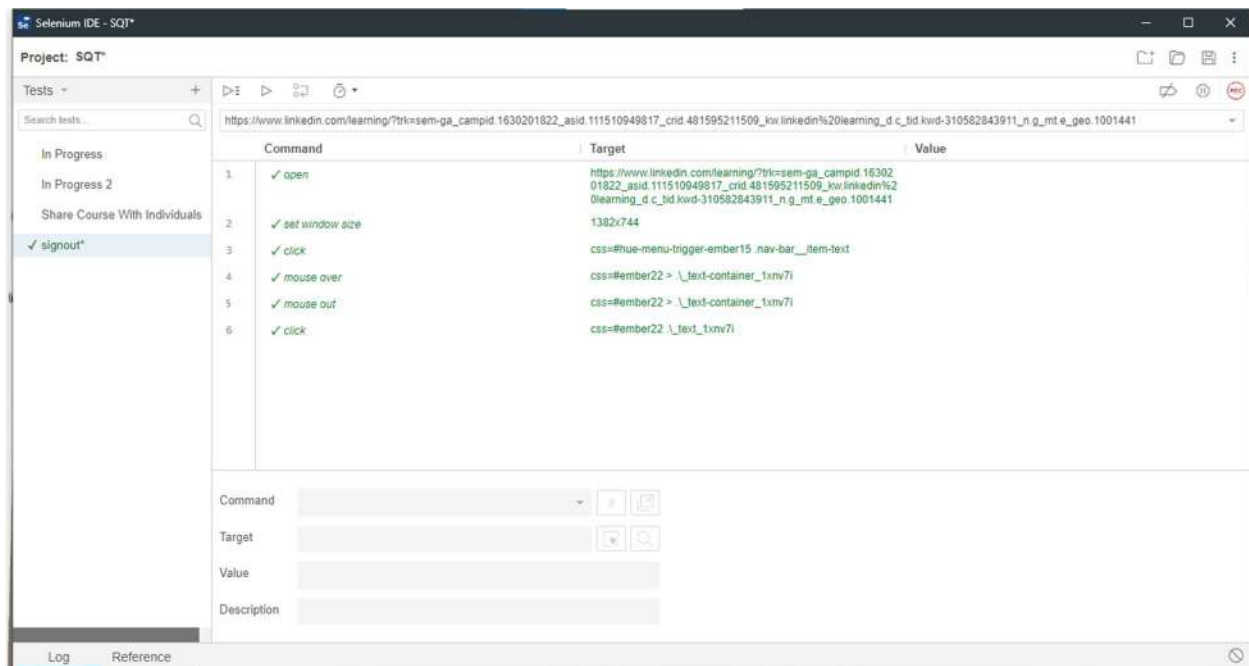 Selenium IDE - SQT*
Project: SQT*
Tests
Search tests...
https://www.linkedin.com/learning/?trk=sem-ga_campid.1630201822_asid.111510949817_crid.481595211509_kw.linkedin%20learning_d.c_tid.kwd-310582843911_n.g_mt.e_geo.1001441
REC
In Progress
In Progress 2
Share Course With Individuals
✓ signout*
Command Target Value
1 ✓ open https://www.linkedin.com/learning/?trk=sem-ga_campid.16302
01822_asid.111510949817_crid.481595211509_kw.linkedin%2
0learning_d.c_tid.kwd-310582843911_n.g_mt.e_geo.1001441
2 ✓ set window size 1382x744
3 ✓ click css=#hue-menu-trigger-ember15 .nav-bar__item-text
4 ✓ mouse over css=#ember22 > .\_text-container_1xnv7i
5 ✓ mouse out css=#ember22 > .\_text-container_1xnv7i
6 ✓ click css=#ember22 .\_text_1xnv7i
Command
Target
Value
Description
Log Reference